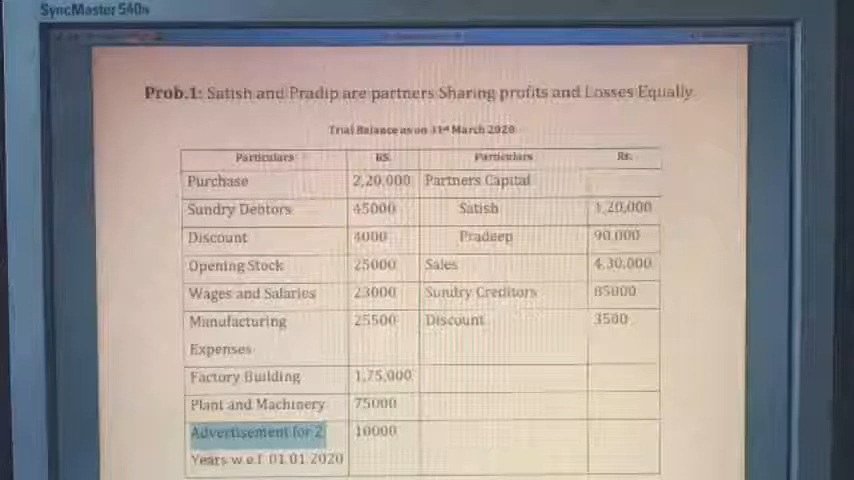 SyncMaster 540n
Prob.1: Satish and Pradip are partners Sharing profits and Losses Equally
Trial Balance as on 31st March 2020
Particulars RS. Particulars Rs.
Purchase 2,20,000 Partners Capital
Sundry Debtors 45000 Satish 1,20,000
Discount 4000 Pradeep 90,000
Opening Stock 25000 Sales 4,30,000
Wages and Salaries 23000 Sundry Creditors 85000
Manufacturing 25500 Discount 3500
Expenses
Factory Building 1,75,000
Plant and Machinery 75000
Advertisement for 2 10000
Years w.e.f 01.01.2020